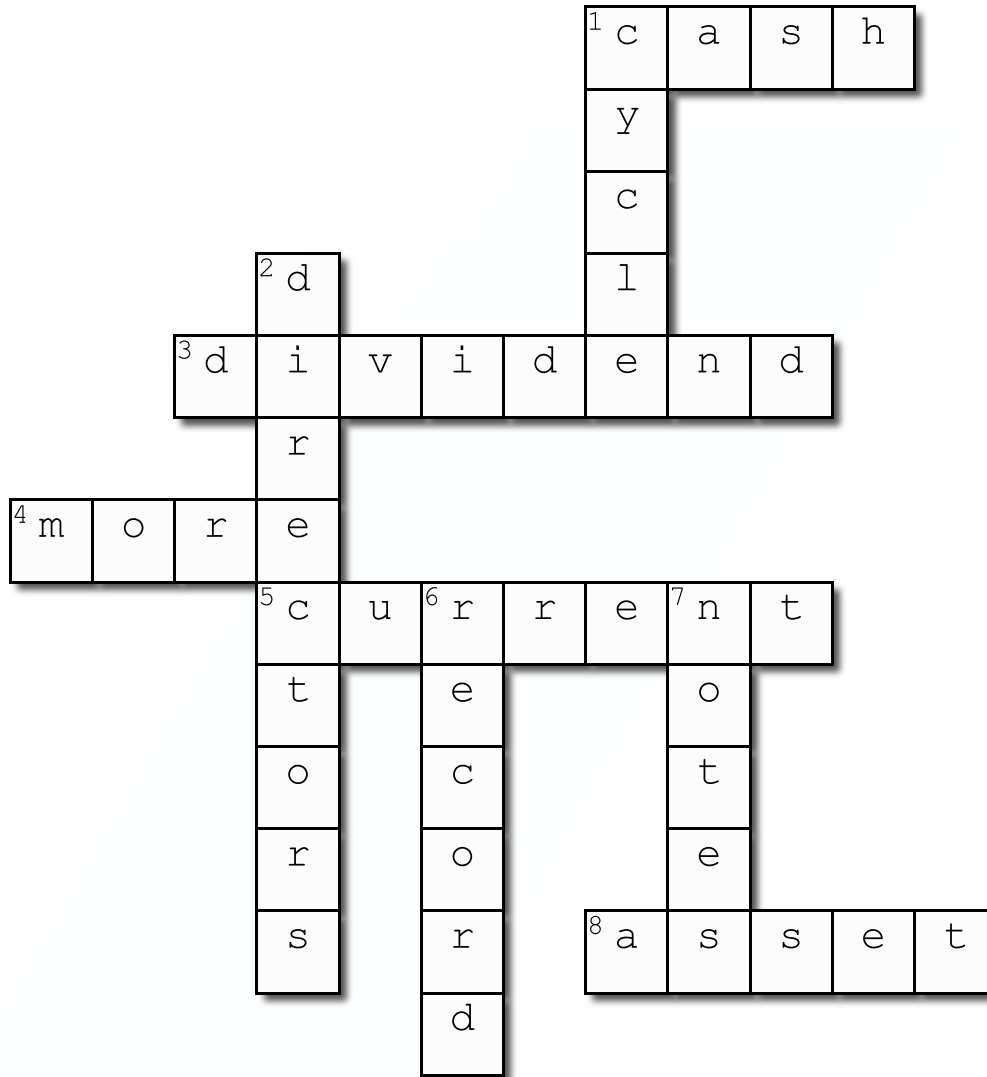 1 c a s h
y
c
2 d l
3 d i v i d e n d
r
4 m o r e
5 c u 6 r r e 7 n t
t e o
o c t
r o e
s r 8 a s s e t
d